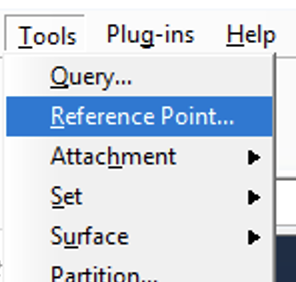 Tools Plug-ins Help
Query...
Reference Point...
Attachment
Set
Surface
Partition...